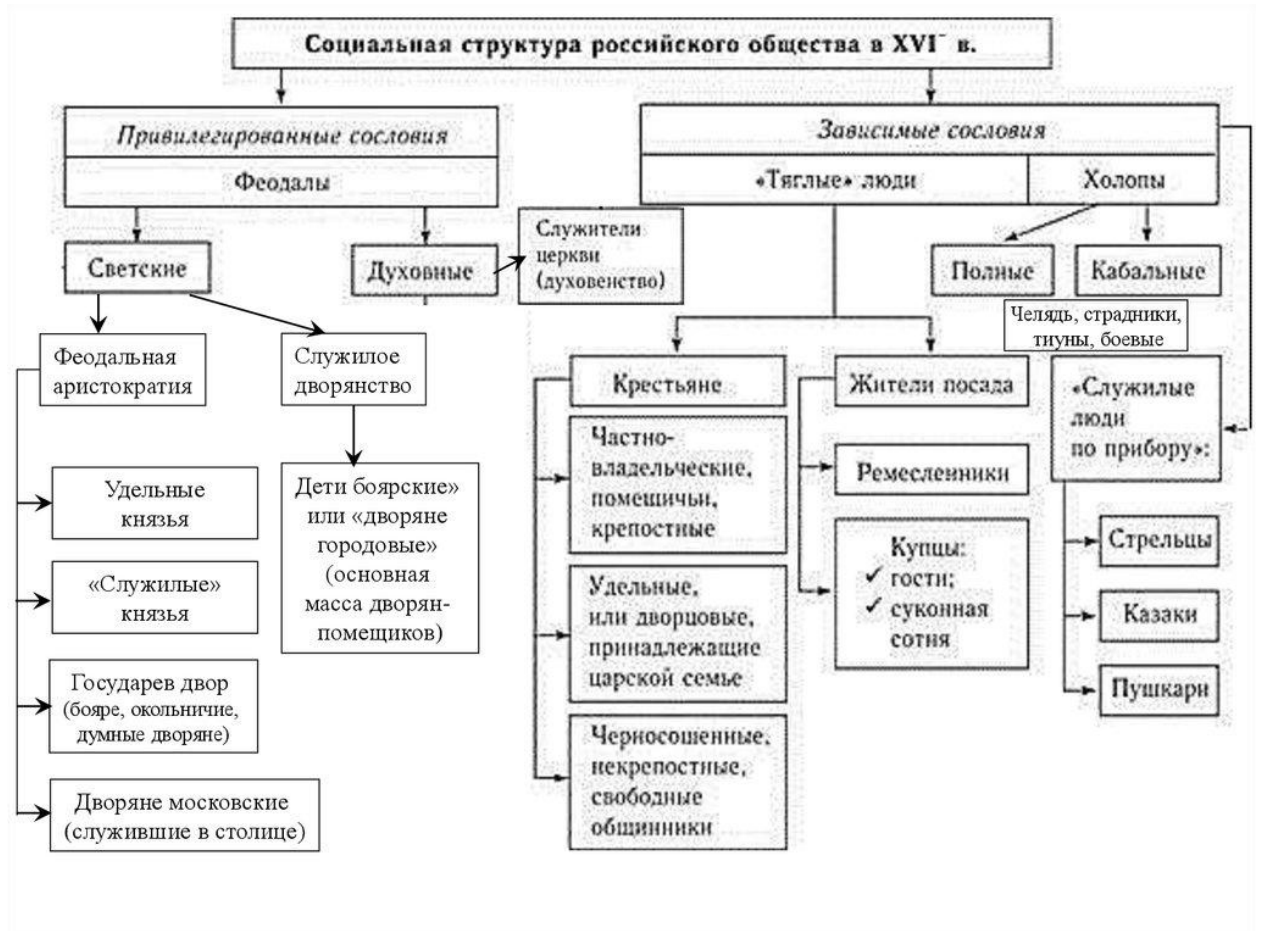 Социальная структура российского общества в XVI в.
Привилегированные сословия
Феодалы
Зависимые сословия
«Тяглые» люди
Холопы
Светские
Духовные
Служители
церкви
(духовенство)
Полные
Кабальные
Челядь, страдники,
тиуны, боевые
Феодальная
аристократия
Служилое
дворянство
Крестьяне
Жители посада
«Служилые
люди
по прибору»:
Удельные
князья
«Служилые»
князья
Государев двор
(бояре, окольничие,
думные дворяне)
Дворяне московские
(служившие в столице)
Дети боярские»
или «дворяне
городовые»
(основная
масса дворян-
помещиков)
Частно-
владельческие,
помещичьи,
крепостные
Удельные,
или дворцовые,
принадлежащие
царской семье
Черносошенные,
некрепостные,
свободные
общинники
Ремесленники
Купцы:
✓ гости;
✓ суконная
сотня
Стрельцы
Казаки
Пушкари